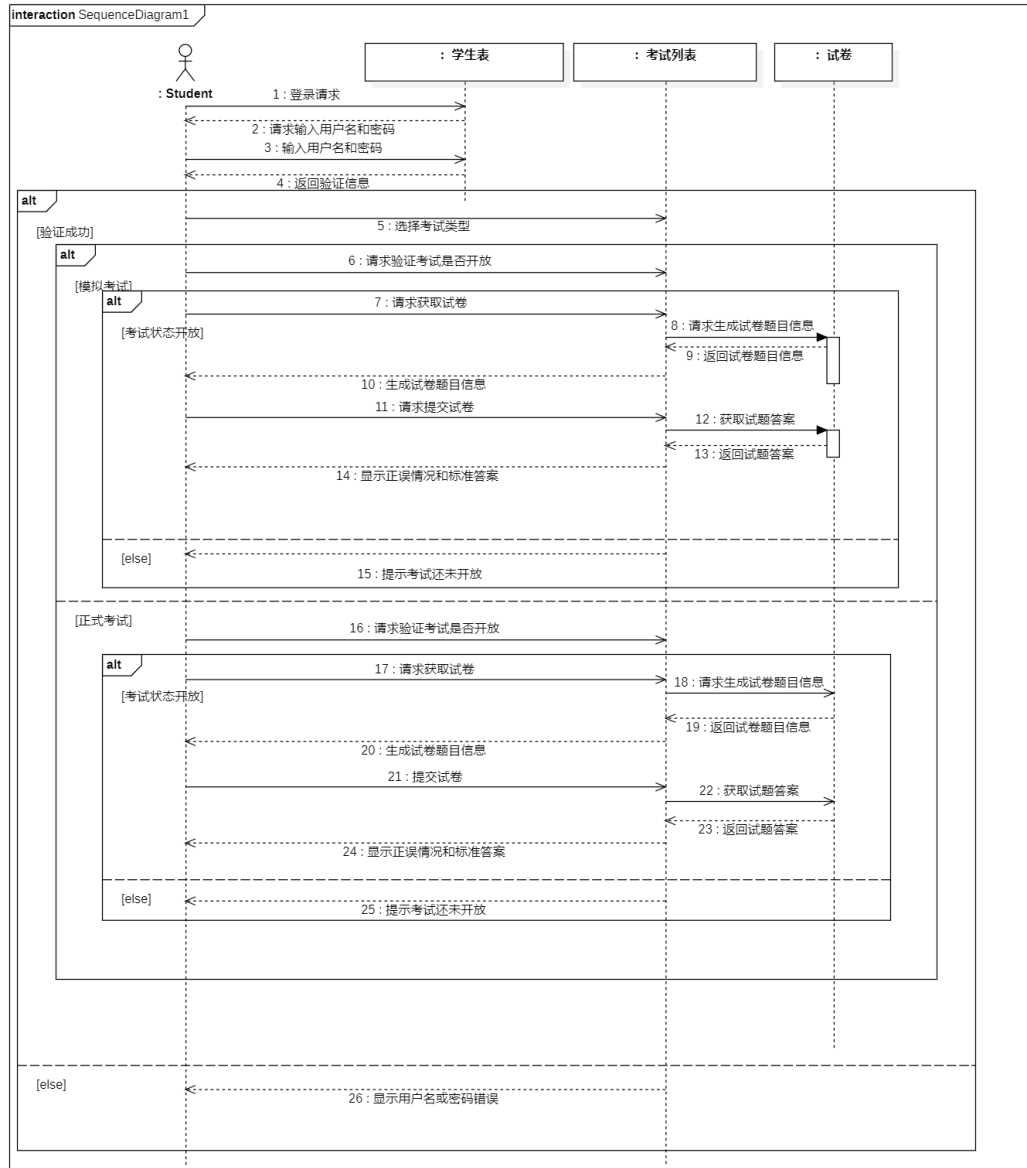 interaction SequenceDiagram1
: 学生表
: 考试列表
: 试卷
: Student
1 : 登录请求
2 : 请求输入用户名和密码
3 : 输入用户名和密码
4 : 返回验证信息
alt
5 : 选择考试类型
[验证成功]
alt
6 : 请求验证考试是否开放
[模拟考试]
alt
7 : 请求获取试卷
[考试状态开放]
8 : 请求生成试卷题目信息
9 : 返回试卷题目信息
10 : 生成试卷题目信息
11 : 请求提交试卷
12 : 获取试题答案
13 : 返回试题答案
14 : 显示正误情况和标准答案
[else]
15 : 提示考试还未开放
[正式考试]
16 : 请求验证考试是否开放
alt
17 : 请求获取试卷
[考试状态开放]
18 : 请求生成试卷题目信息
19 : 返回试卷题目信息
20 : 生成试卷题目信息
21 : 提交试卷
22 : 获取试题答案
23 : 返回试题答案
24 : 显示正误情况和标准答案
[else]
25 : 提示考试还未开放
[else]
26 : 显示用户名或密码错误